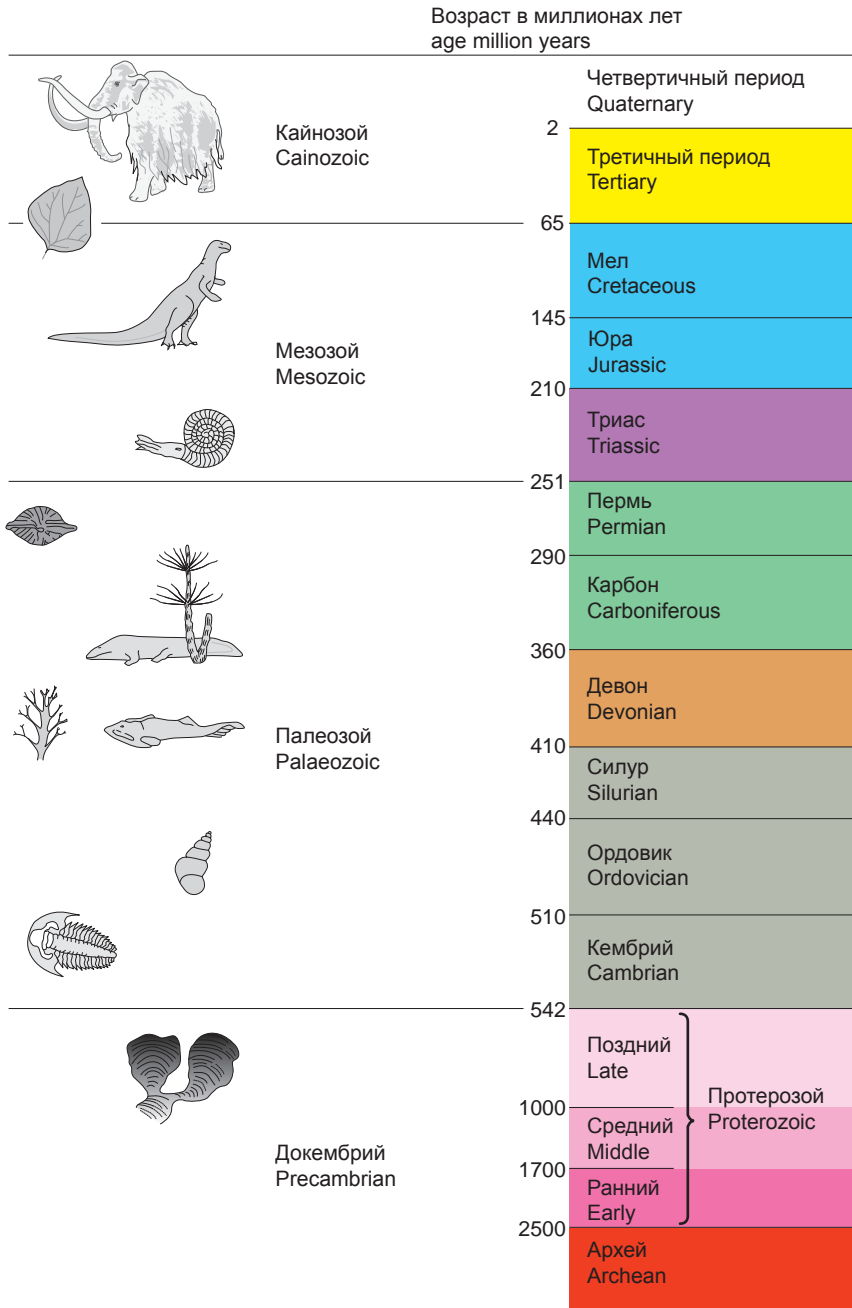 Возраст в миллионах лет
age million years
Четвертичный период
Quaternary
2
Кайнозой
Cainozoic
Третичный период
Tertiary
65
Мел
Cretaceous
145
Юра
Jurassic
Мезозой
Mesozoic
210
Триас
Triassic
251
Пермь
Permian
290
Карбон
Carboniferous
360
Девон
Devonian
Палеозой
Palaeozoic
410
Силур
Silurian
440
Ордовик
Ordovician
510
Кембрий
Cambrian
542
Поздний
Late
Протерозой
Proterozoic
1000
Средний
Middle
Докембрий
Precambrian
1700
Ранний
Early
2500
Архей
Archean